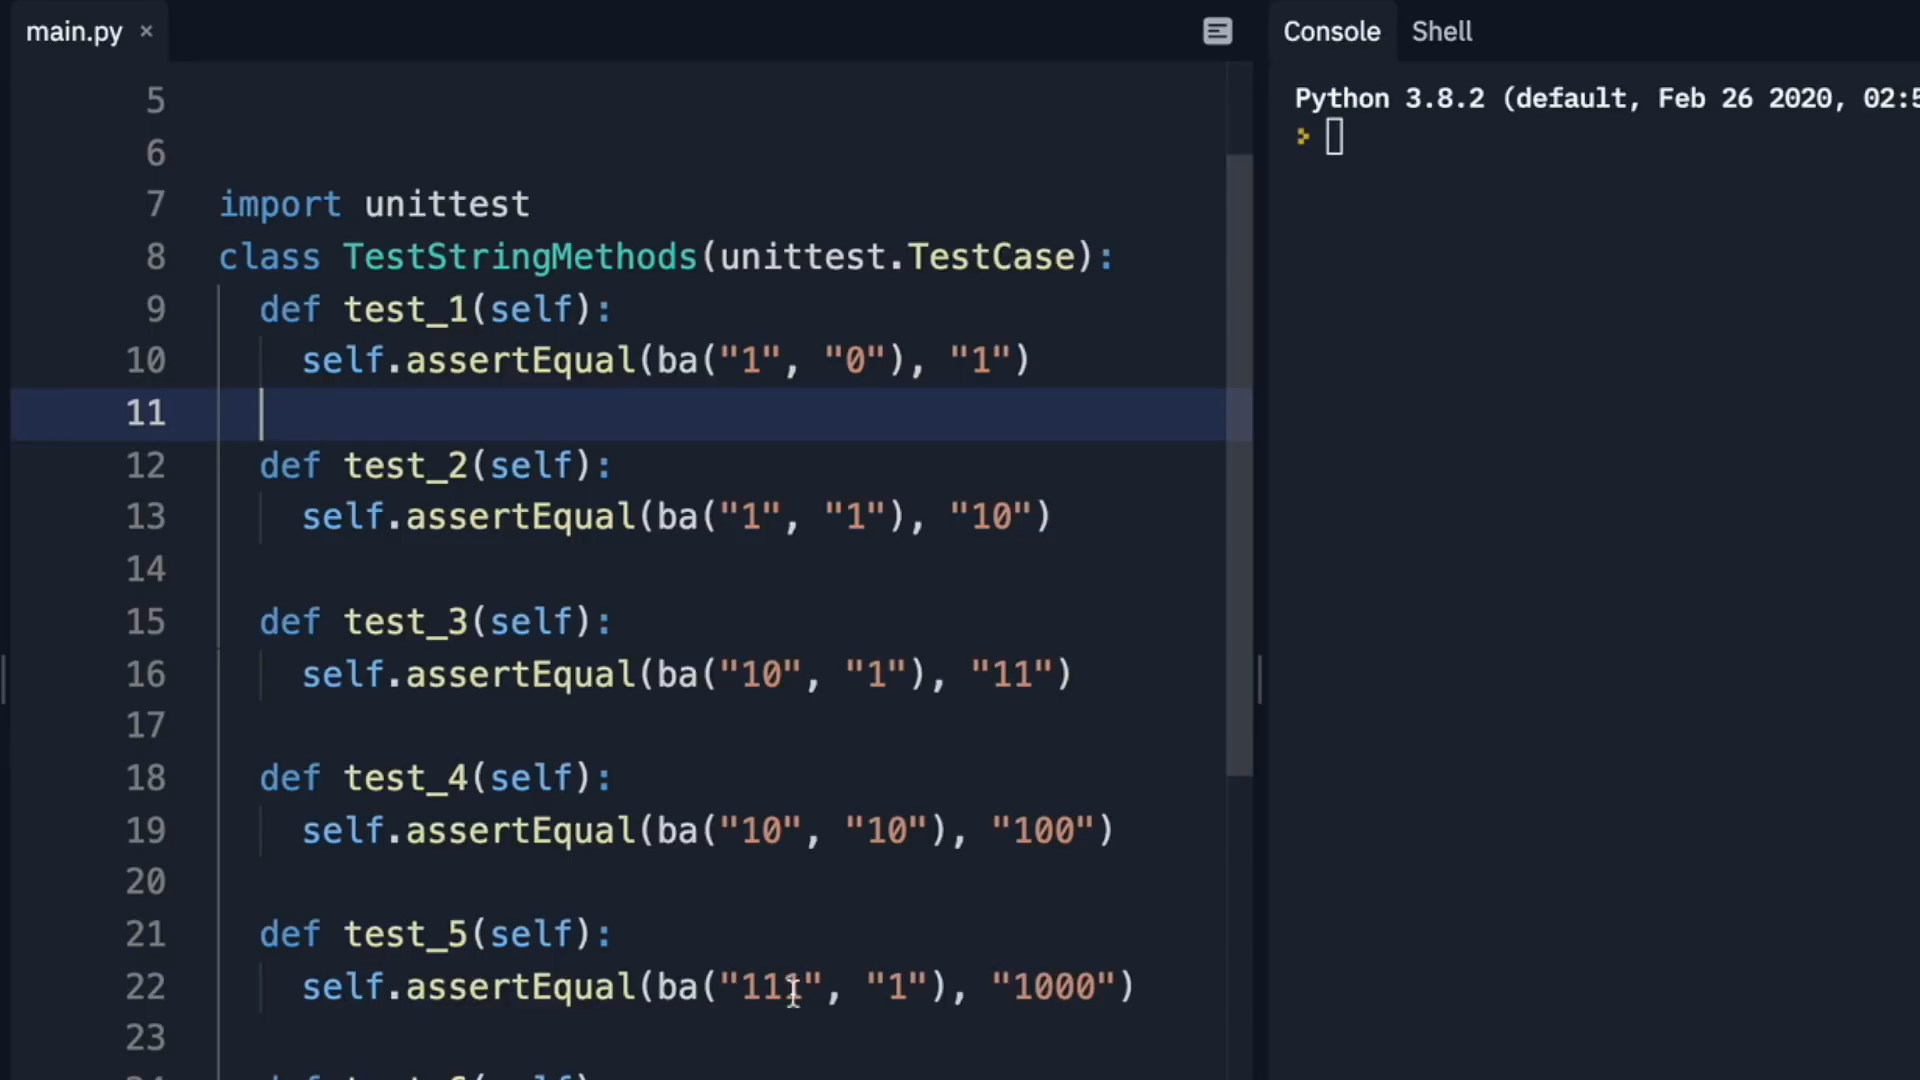 main.py ×
Console Shell
5
6
7 import unittest
8 class TestStringMethods(unittest.TestCase):
9 def test_1(self):
10 self.assertEqual(ba("1", "0"), "1")
11
12 def test_2(self):
13 self.assertEqual(ba("1", "1"), "10")
14
15 def test_3(self):
16 self.assertEqual(ba("10", "1"), "11")
17
18 def test_4(self):
19 self.assertEqual(ba("10", "10"), "100")
20
21 def test_5(self):
22 self.assertEqual(ba("111", "1"), "1000")
23
Python 3.8.2 (default, Feb 26 2020, 02:5